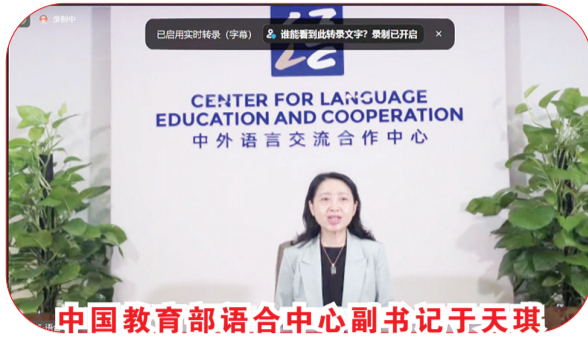 录制中
已启用实时转录（字幕） 谁能看到此转录文字？录制已开启
CENTER FOR LANGUAGE
EDUCATION AND COOPERATION
中外语言交流合作中心
中国教育部语合中心副书记于天琪